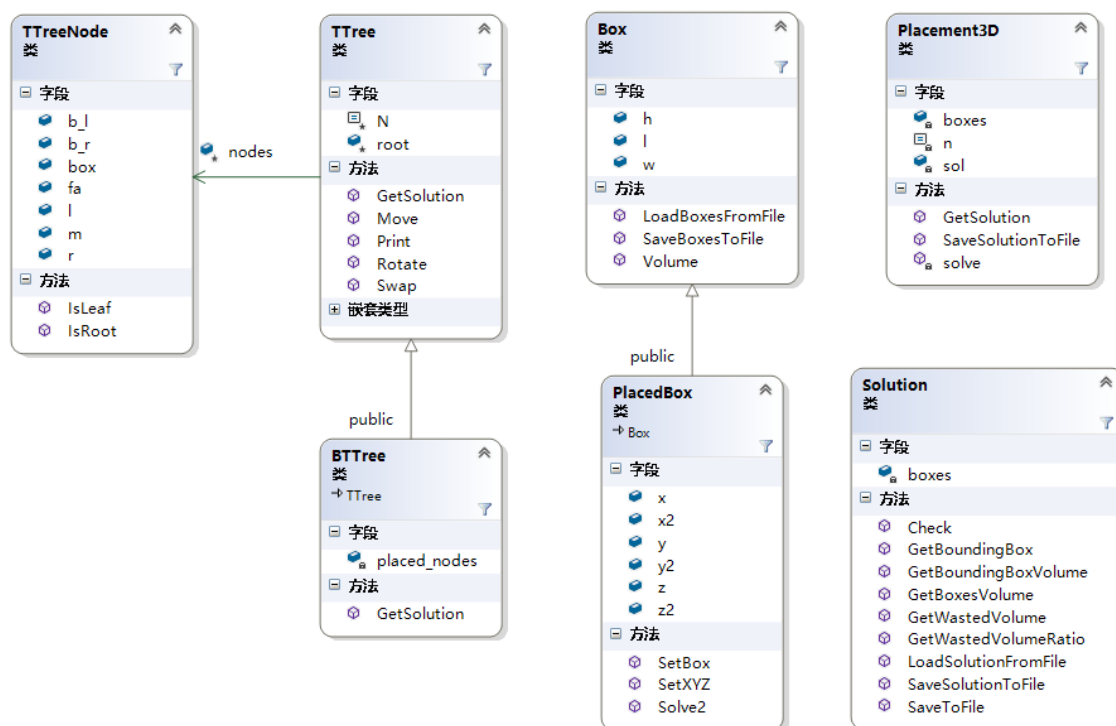 TTreeNode
类
字段
b_l
b_r
box
fa
l
m
r
方法
IsLeaf
IsRoot
nodes
TTree
类
字段
N
root
方法
GetSolution
Move
Print
Rotate
Swap
嵌套类型
public
BTTree
类
TTree
字段
placed_nodes
方法
GetSolution
Box
类
字段
h
l
w
方法
LoadBoxesFromFile
SaveBoxesToFile
Volume
public
PlacedBox
类
Box
字段
x
x2
y
y2
z
z2
方法
SetBox
SetXYZ
Solve2
Placement3D
类
字段
boxes
n
sol
方法
GetSolution
SaveSolutionToFile
solve
Solution
类
字段
boxes
方法
Check
GetBoundingBox
GetBoundingBoxVolume
GetBoxesVolume
GetWastedVolume
GetWastedVolumeRatio
LoadSolutionFromFile
SaveSolutionToFile
SaveToFile